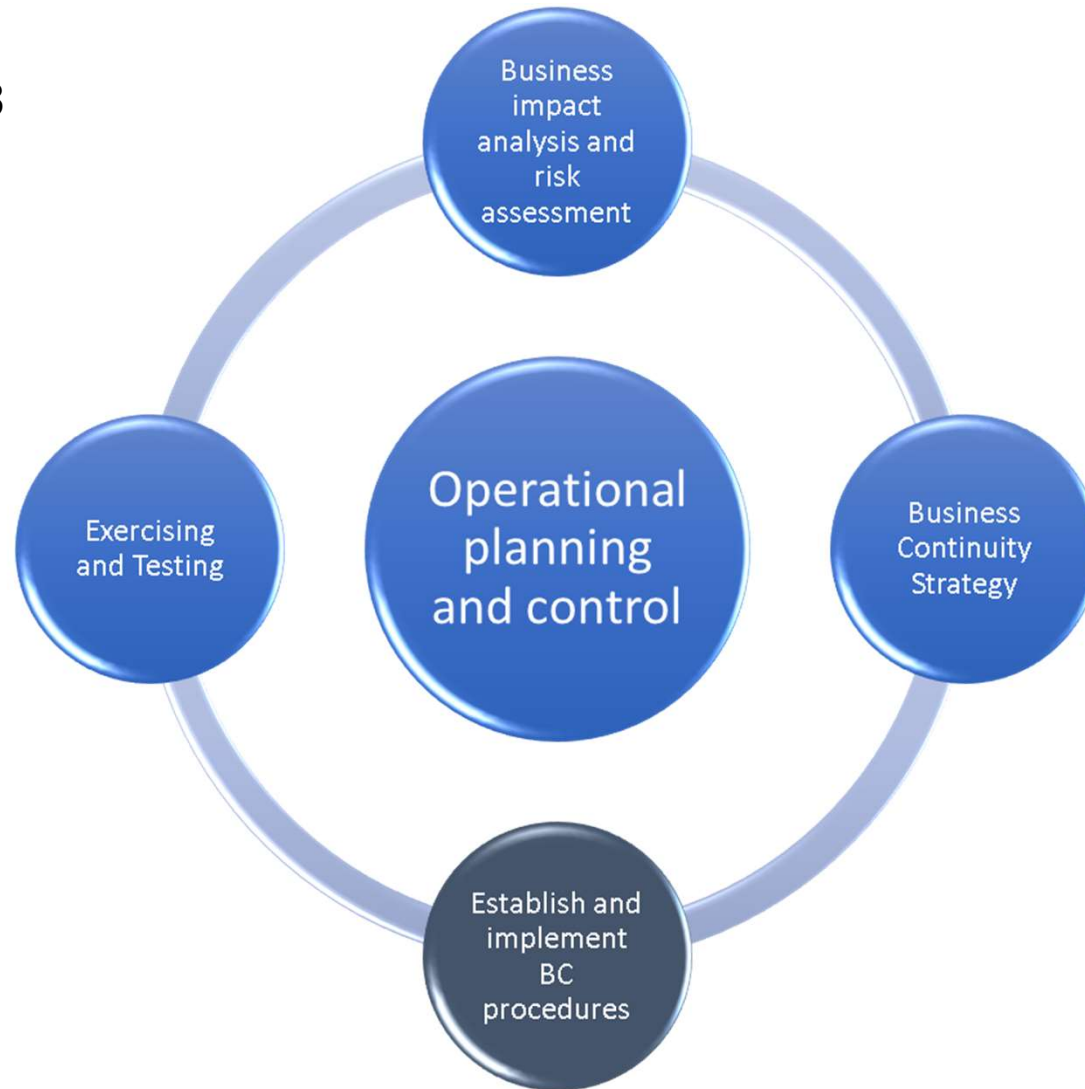 Business
impact
analysis and
risk
assessment
Exercising
and Testing
Operational
planning
and control
Business
Continuity
Strategy
Establish and
implement
BC
procedures